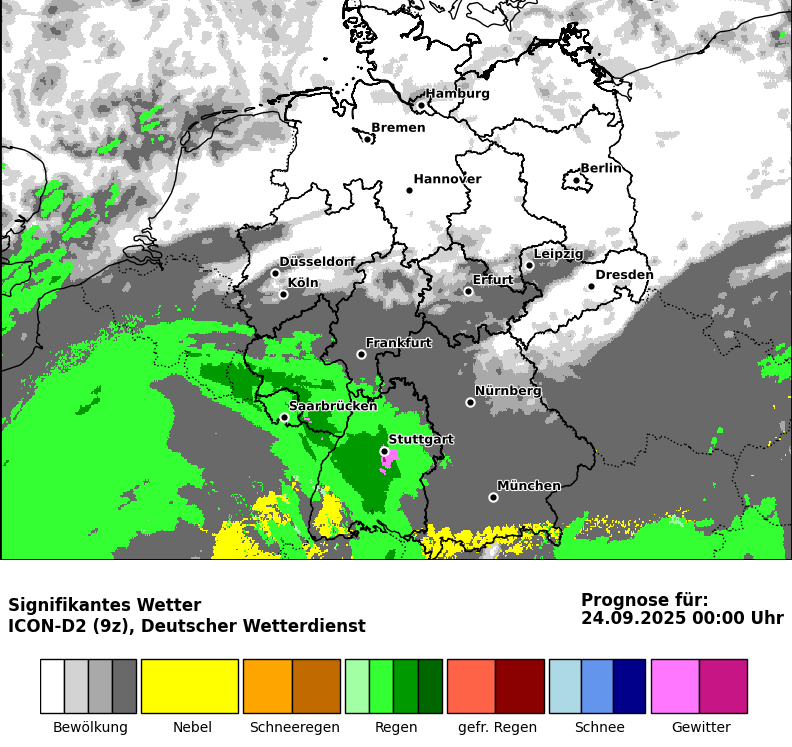 Hamburg
Bremen
Berlin
Hannover
Leipzig
Düsseldorf
Dresden
Köln
Erfurt
Frankfurt
Nürnberg
Saarbrücken
Stuttgart
München
Signifikantes Wetter
ICON-D2 (9z), Deutscher Wetterdienst
Prognose für:
24.09.2025 00:00 Uhr
Bewölkung
Nebel
Schneeregen
Regen
gefr. Regen
Schnee
Gewitter